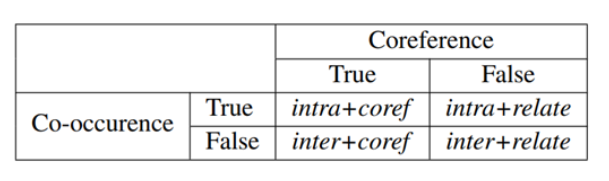 Coreference
True False
Co-occurence True intra+coref intra+relate
False inter+coref inter+relate